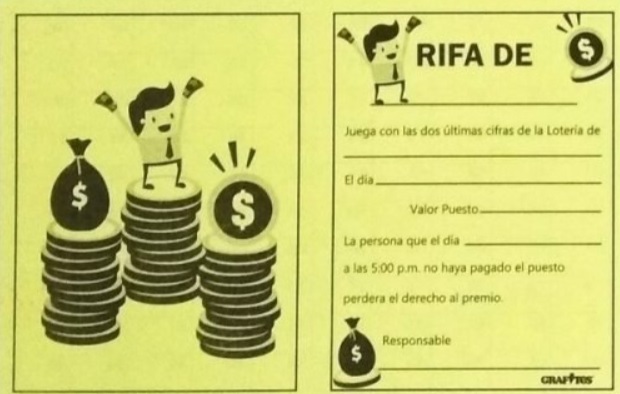 RIFA DE
Juega con las dos últimas cifras de la Lotería de
El día
Valor Puesto
La persona que el día
a las 5:00 p.m. no haya pagado el puesto
perdera el derecho al premio.
Responsable
GRAFITOS
$
$
$
$